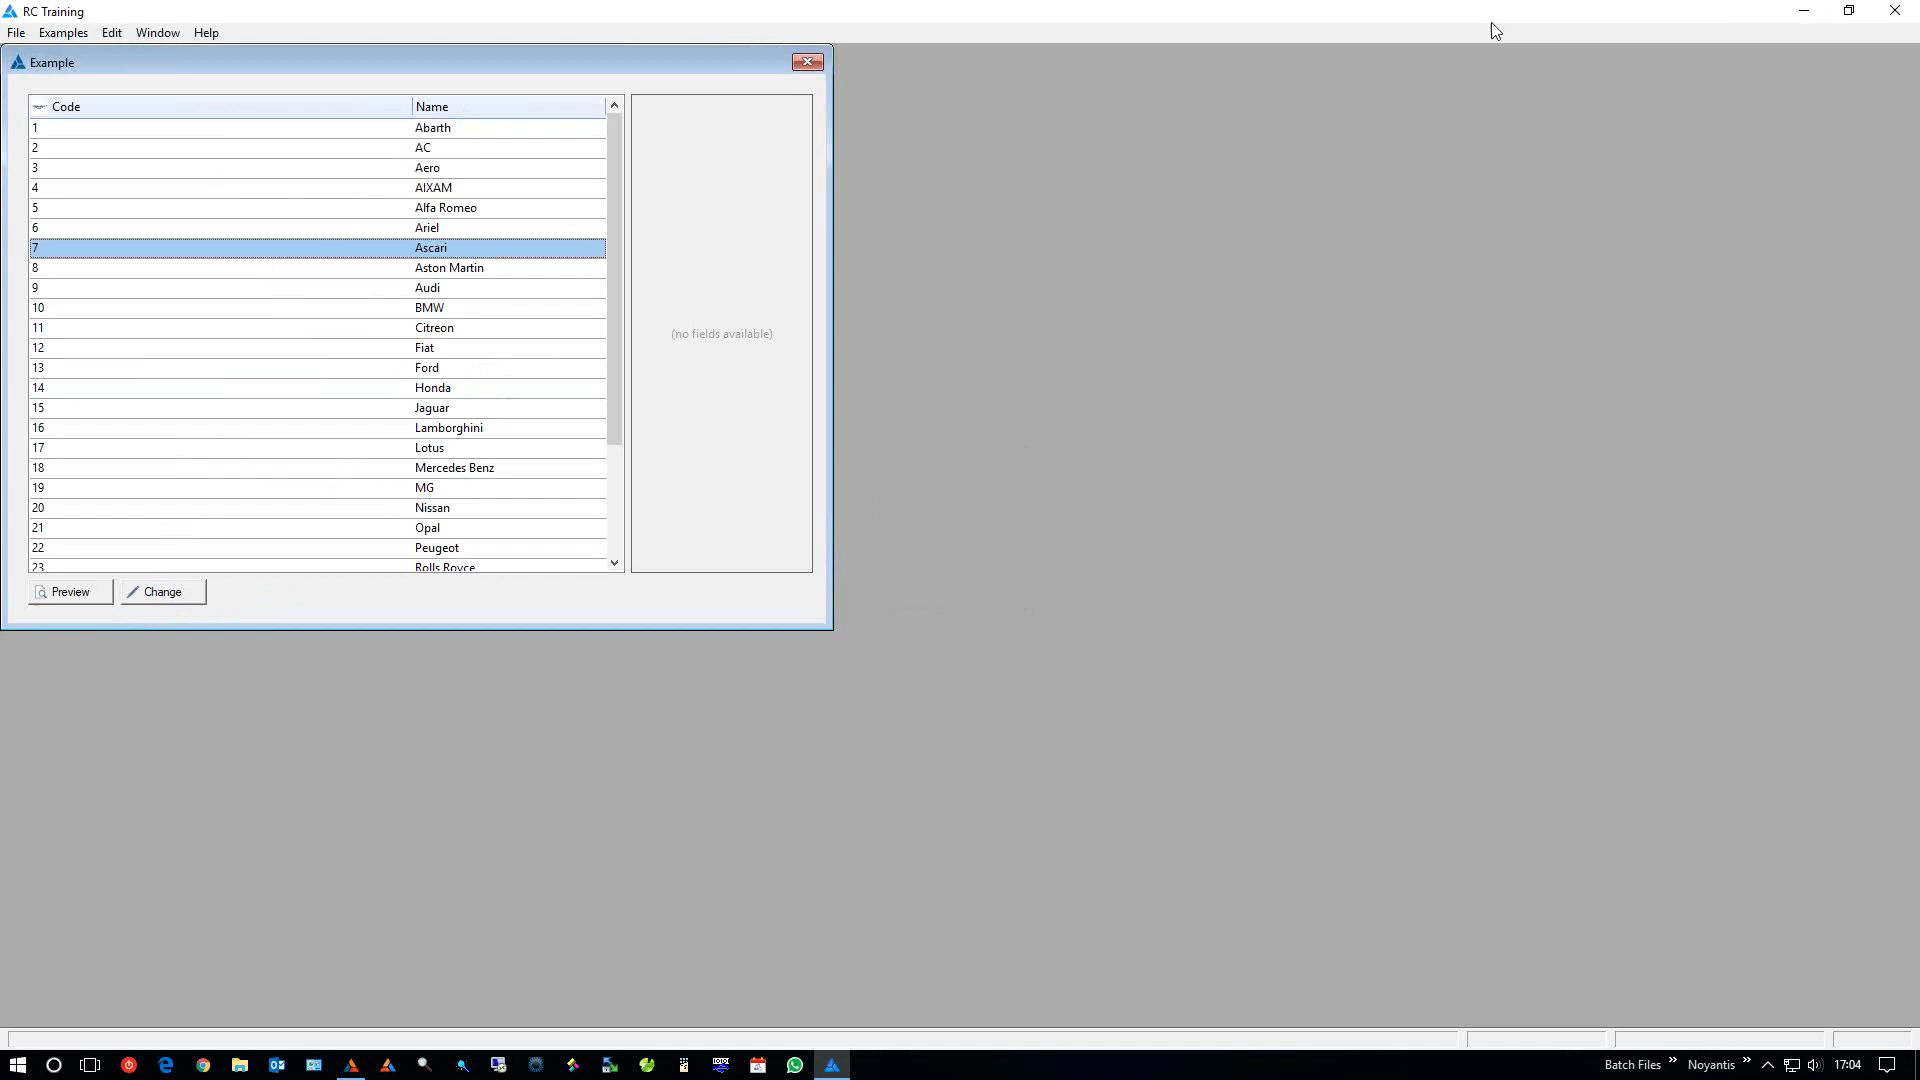 RC Training
File Examples Edit Window Help
Example
Code Name
1 Abarth
2 AC
3 Aero
4 AIXAM
5 Alfa Romeo
6 Ariel
7 Ascari
8 Aston Martin
9 Audi
10 BMW
11 Citreon
12 Fiat
13 Ford
14 Honda
15 Jaguar
16 Lamborghini
17 Lotus
18 Mercedes Benz
19 MG
20 Nissan
21 Opal
22 Peugeot
23 Rolls Royce
(no fields available)
Preview Change
Batch Files » Noyantis » 17:04